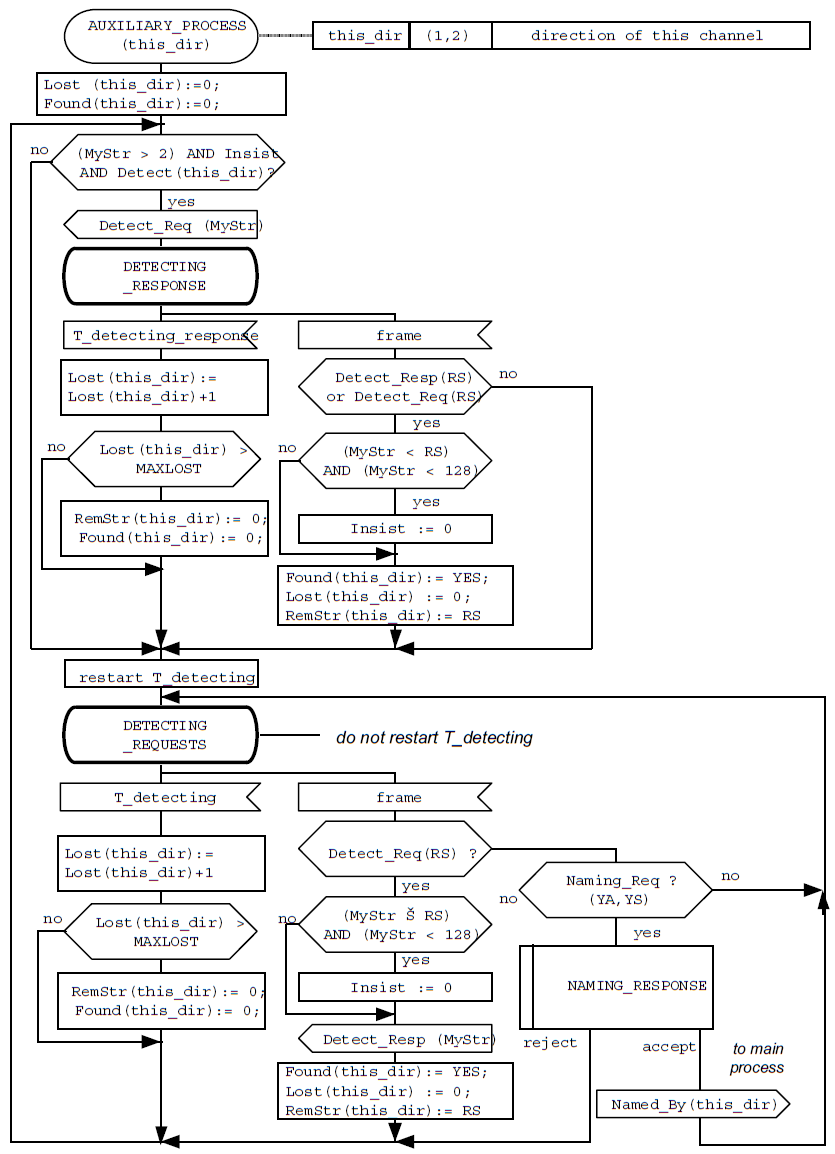 AUXILIARY_PROCESS
(this_dir)
this_dir (1,2) direction of this channel
Lost (this_dir):=0;
Found(this_dir):=0;
no
(MyStr > 2) AND Insist
AND Detect(this_dir)?
yes
Detect_Req (MyStr)
DETECTING
_RESPONSE
T_detecting_response
frame
Lost(this_dir):=
Lost(this_dir)+1
Detect_Resp(RS)
or Detect_Req(RS)
no
yes
no
Lost(this_dir) >
MAXLOST
no
(MyStr < RS)
AND (MyStr < 128)
yes
RemStr(this_dir):= 0;
Found(this_dir):= 0;
Insist := 0
Found(this_dir):= YES;
Lost(this_dir) := 0;
RemStr(this_dir):= RS
restart T_detecting
DETECTING
_REQUESTS
do not restart T_detecting
T_detecting
frame
Lost(this_dir):=
Lost(this_dir)+1
Detect_Req(RS) ?
yes
no
Naming_Req ?
(YA,YS)
no
yes
no
Lost(this_dir) >
MAXLOST
no
(MyStr Š RS)
AND (MyStr < 128)
yes
RemStr(this_dir):= 0;
Found(this_dir):= 0;
Insist := 0
NAMING_RESPONSE
reject
accept
to main
process
Detect_Resp (MyStr)
Found(this_dir):= YES;
Lost(this_dir) := 0;
RemStr(this_dir):= RS
Named_By(this_dir)